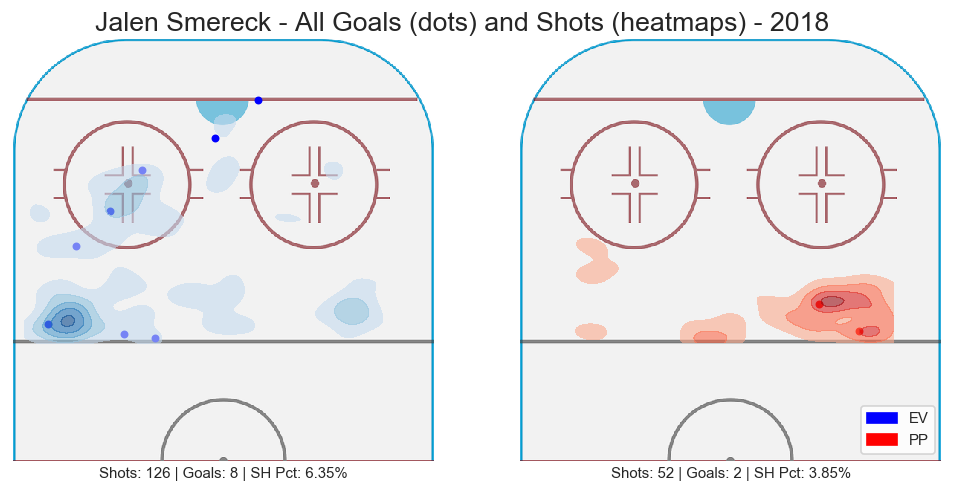 Jalen Smereck - All Goals (dots) and Shots (heatmaps) - 2018
EV
PP
Shots: 126 | Goals: 8 | SH Pct: 6.35%
Shots: 52 | Goals: 2 | SH Pct: 3.85%